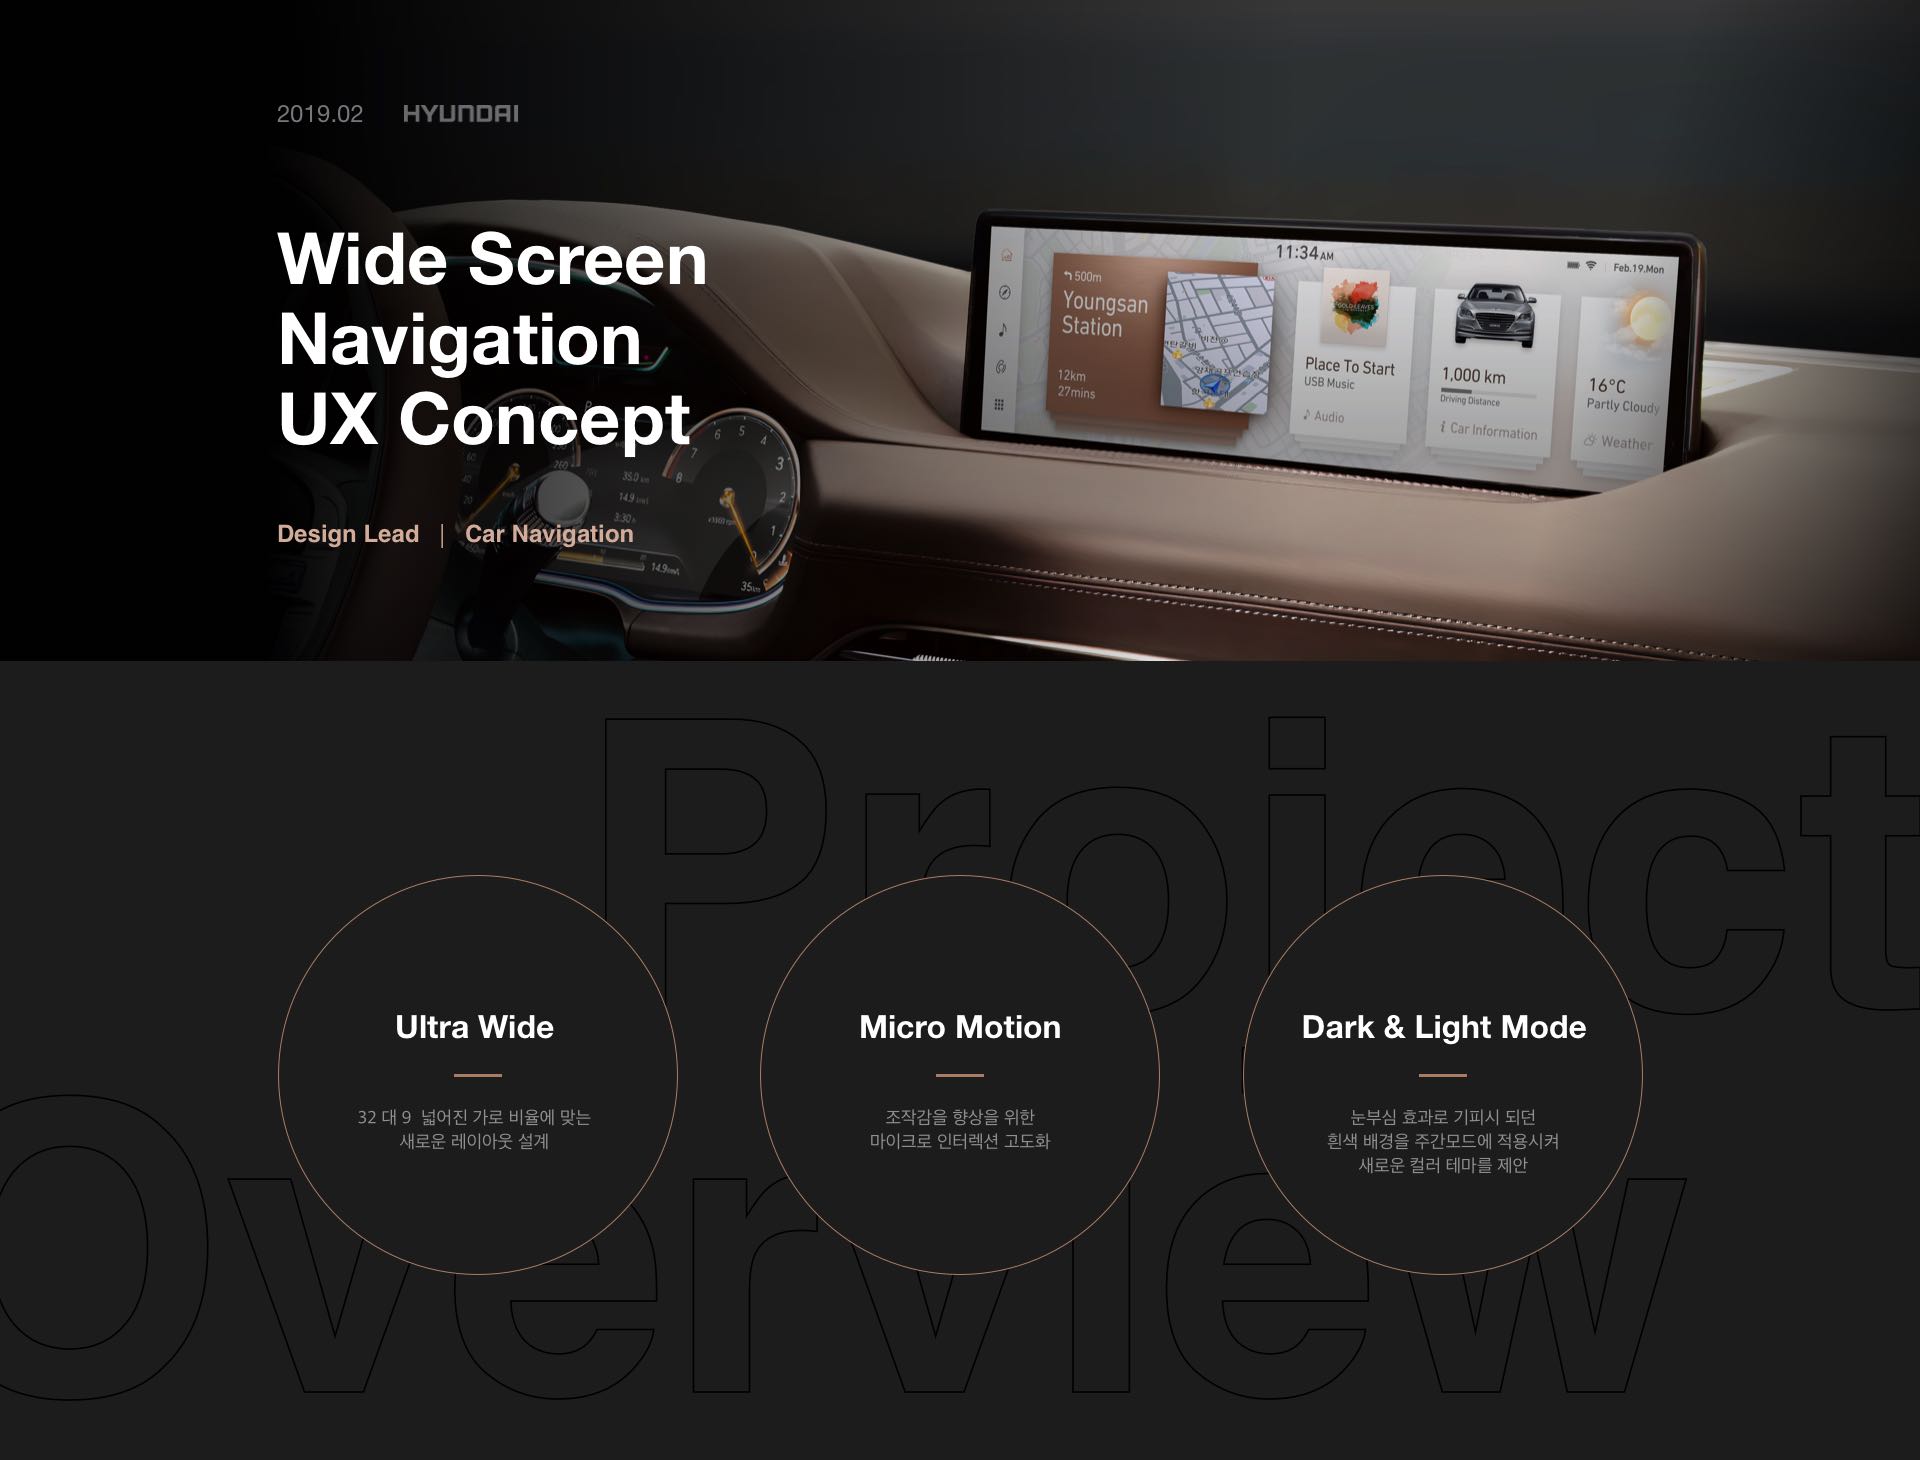 2019.02 HYUNDAI
Wide Screen
Navigation
UX Concept
Design Lead | Car Navigation
11:34AM
Feb.19.Mon
500m
Youngsan
Station
12km
27mins
Place To Start
USB Music
Audio
1,000 km
Driving Distance
Car Information
16°C
Partly Cloudy
Weather
Project
Overview
Ultra Wide
32 대 9 넓어진 가로 비율에 맞는
새로운 레이아웃 설계
Micro Motion
조작감을 향상을 위한
마이크로 인터렉션 고도화
Dark & Light Mode
눈부심 효과로 기피시 되던
흰색 배경을 주간모드에 적용시켜
새로운 컬러 테마를 제안